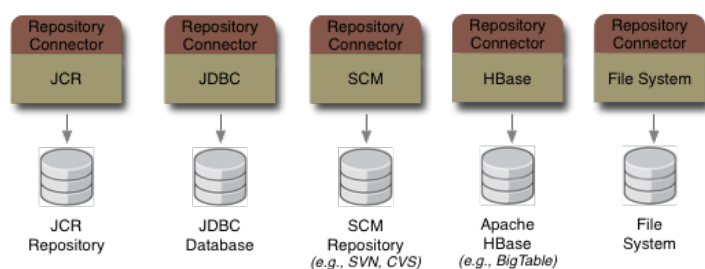 Repository
Connector
JCR
Repository
Connector
JDBC
Repository
Connector
SCM
Repository
Connector
HBase
Repository
Connector
File System
JCR
Repository
JDBC
Database
SCM
Repository
(e.g., SVN, CVS)
Apache
HBase
(e.g., BigTable)
File
System